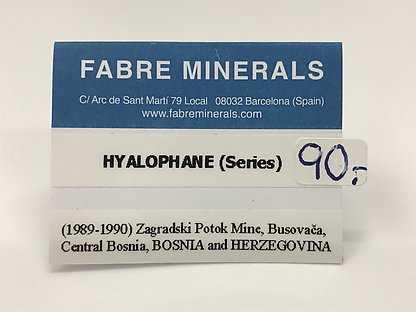 FABRE MINERALS
C/ Arc de Sant Martí 79 Local 08032 Barcelona (Spain)
www.fabreminerals.com
HYALOPHANE (Series)
90.-
(1989-1990) Zagradski Potok Mine, Busovača,
Central Bosnia, BOSNIA and HERZEGOVINA